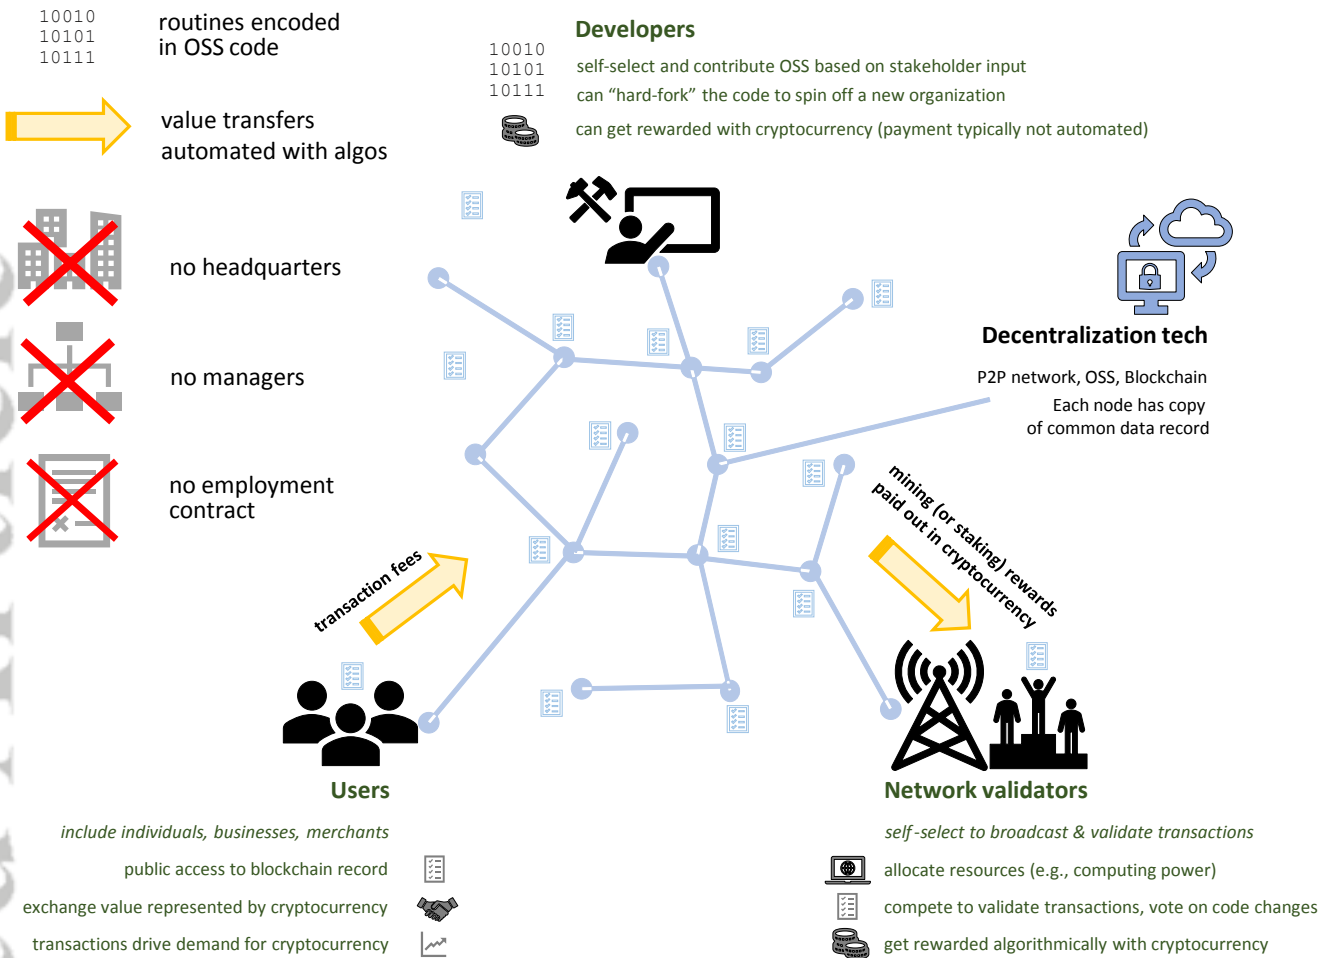 10010
10101
10111
routines encoded
in OSS code
value transfers
automated with algos
no headquarters
no managers
no employment
contract
Developers
10010
10101
10111
self-select and contribute OSS based on stakeholder input
can “hard-fork” the code to spin off a new organization
can get rewarded with cryptocurrency (payment typically not automated)
Decentralization tech
P2P network, OSS, Blockchain
Each node has copy
of common data record
transaction fees
mining (or staking) rewards
paid out in cryptocurrency
Users
include individuals, businesses, merchants
public access to blockchain record
exchange value represented by cryptocurrency
transactions drive demand for cryptocurrency
Network validators
self-select to broadcast & validate transactions
allocate resources (e.g., computing power)
compete to validate transactions, vote on code changes
get rewarded algorithmically with cryptocurrency